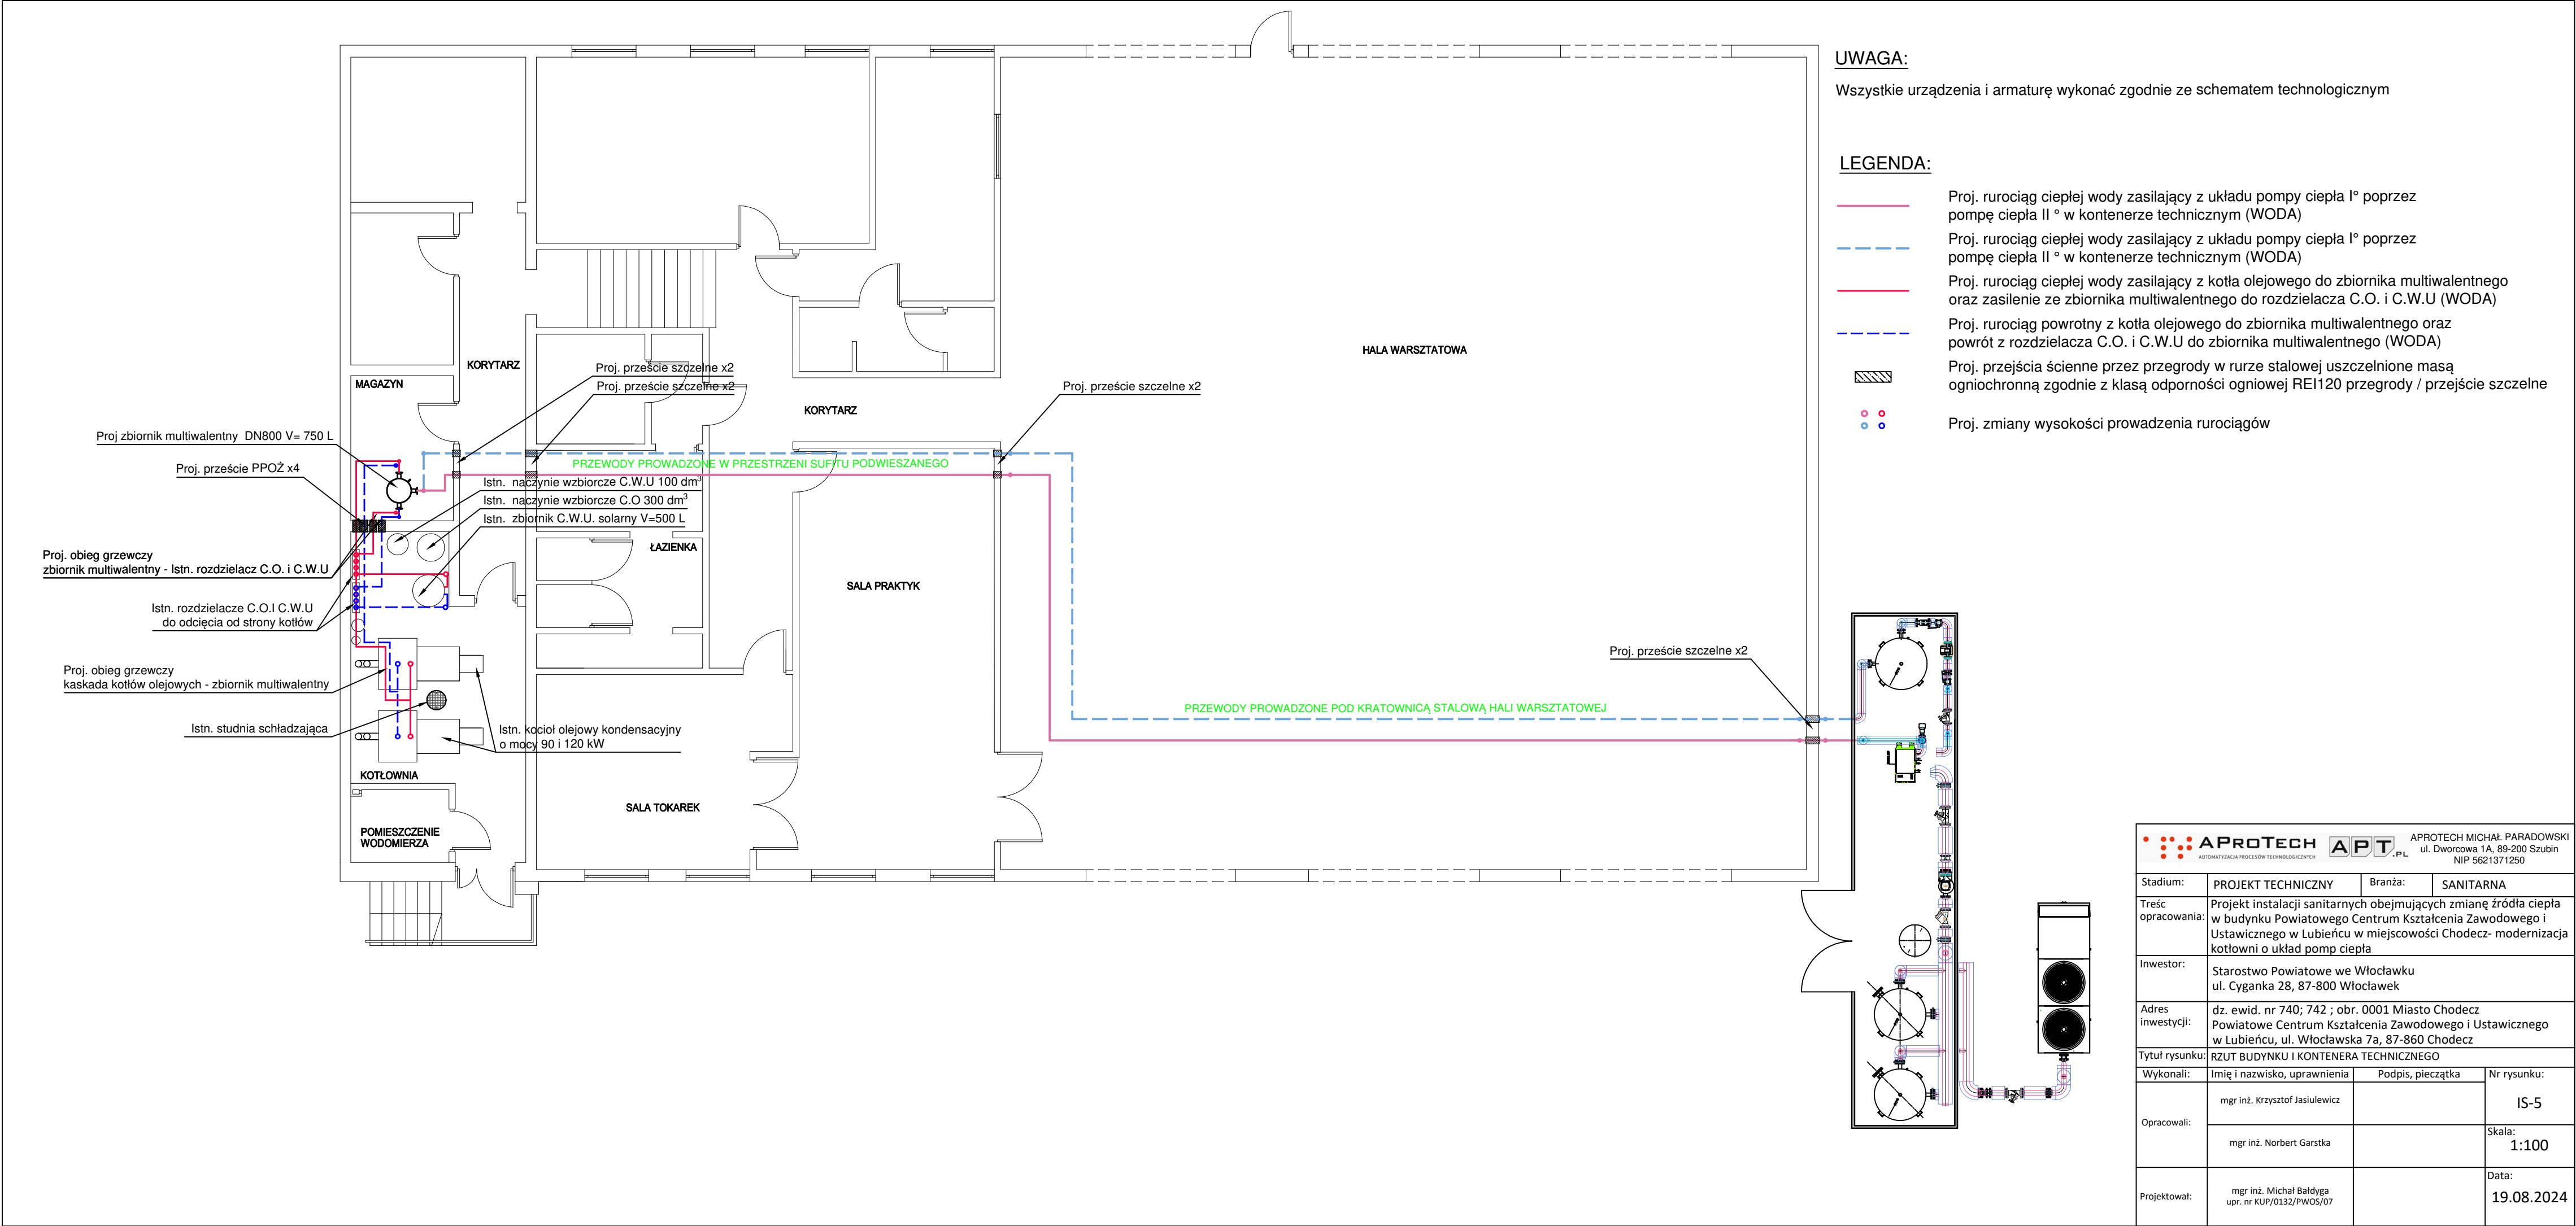 UWAGA:
Wszystkie urządzenia i armaturę wykonać zgodnie ze schematem technologicznym
LEGENDA:
Proj. rurociąg ciepłej wody zasilający z układu pompy ciepła I° poprzez
pompę ciepła II ° w kontenerze technicznym (WODA)
Proj. rurociąg ciepłej wody zasilający z układu pompy ciepła I° poprzez
pompę ciepła II ° w kontenerze technicznym (WODA)
Proj. rurociąg ciepłej wody zasilający z kotła olejowego do zbiornika multiwalentnego
oraz zasilenie ze zbiornika multiwalentnego do rozdzielacza C.O. i C.W.U (WODA)
Proj. rurociąg powrotny z kotła olejowego do zbiornika multiwalentnego oraz
powrót z rozdzielacza C.O. i C.W.U do zbiornika multiwalentnego (WODA)
Proj. przejścia ścienne przez przegrody w rurze stalowej uszczelnione masą
ogniochronną zgodnie z klasą odporności ogniowej REI120 przegrody / przejście szczelne
Proj. zmiany wysokości prowadzenia rurociągów
HALA WARSZTATOWA
KORYTARZ
MAGAZYN
Proj. przeście szczelne x2
Proj. przeście szczelne x2
Proj. przeście szczelne x2
KORYTARZ
Proj zbiornik multiwalentny DN800 V= 750 L
Proj. przeście PPOŻ x4
PRZEWODY PROWADZONE W PRZESTRZENI SUFITU PODWIESZANEGO
Istn. naczynie wzbiorcze C.W.U 100 dm³
Istn. naczynie wzbiorcze C.O 300 dm³
Istn. zbiornik C.W.U. solarny V=500 L
Proj. obieg grzewczy
zbiornik multiwalentny - Istn. rozdzielacz C.O. i C.W.U
ŁAZIENKA
SALA PRAKTYK
Istn. rozdzielacze C.O.I C.W.U
do odcięcia od strony kotłów
Proj. obieg grzewczy
kaskada kotłów olejowych - zbiornik multiwalentny
Proj. przeście szczelne x2
PRZEWODY PROWADZONE POD KRATOWNICĄ STALOWĄ HALI WARSZTATOWEJ
Istn. studnia schładzająca
Istn. kocioł olejowy kondensacyjny
o mocy 90 i 120 kW
KOTŁOWNIA
SALA TOKAREK
POMIESZCZENIE
WODOMIERZA
APROTECH
AUTOMATYZACJA PROCESÓW TECHNOLOGICZNYCH
APT.PL
APROTECH MICHAŁ PARADOWSKI
ul. Dworcowa 1A, 89-200 Szubin
NIP 5621371250
Stadium: PROJEKT TECHNICZNY Branża: SANITARNA
Treść opracowania: Projekt instalacji sanitarnych obejmujących zmianę źródła ciepła
w budynku Powiatowego Centrum Kształcenia Zawodowego i
Ustawicznego w Lubieńcu w miejscowości Chodecz- modernizacja
kotłowni o układ pomp ciepła
Inwestor: Starostwo Powiatowe we Włocławku
ul. Cyganka 28, 87-800 Włocławek
Adres inwestycji: dz. ewid. nr 740; 742 ; obr. 0001 Miasto Chodecz
Powiatowe Centrum Kształcenia Zawodowego i Ustawicznego
w Lubieńcu, ul. Włocławska 7a, 87-860 Chodecz
Tytuł rysunku: RZUT BUDYNKU I KONTENERA TECHNICZNEGO
Wykonali: Imię i nazwisko, uprawnienia Podpis, pieczątka Nr rysunku:
IS-5
Opracowali: mgr inż. Krzysztof Jasiulewicz
mgr inż. Norbert Garstka
Skala:
1:100
Projektował: mgr inż. Michał Bałdyga
upr. nr KUP/0132/PWOS/07
Data:
19.08.2024